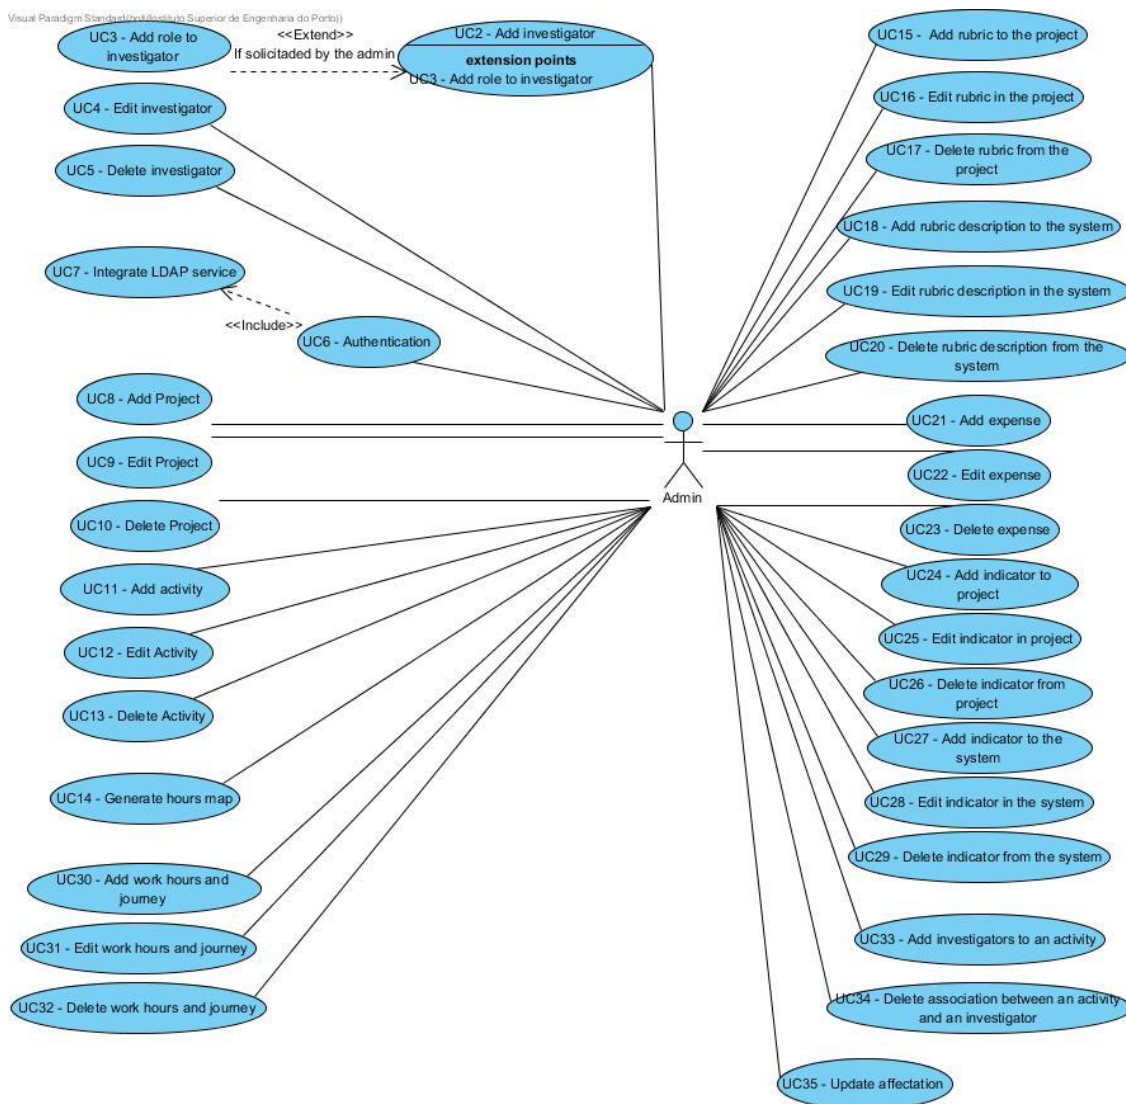 Visual Paradigm Standard(bolt(Instituto Superior de Engenharia do Porto))
UC3 - Add role to
investigator
<<Extend>>
If solicitaded by the admin
UC2 - Add investigator
extension points
UC3 - Add role to investigator
UC4 - Edit investigator
UC5 - Delete investigator
UC7 - Integrate LDAP service
<<Include>>
UC6 - Authentication
UC8 - Add Project
UC9 - Edit Project
UC10 - Delete Project
UC11 - Add activity
UC12 - Edit Activity
UC13 - Delete Activity
UC14 - Generate hours map
UC30 - Add work hours and
journey
UC31 - Edit work hours and journey
UC32 - Delete work hours and journey
Admin
UC15 - Add rubric to the project
UC16 - Edit rubric in the project
UC17 - Delete rubric from the
project
UC18 - Add rubric description to the system
UC19 - Edit rubric description in the system
UC20 - Delete rubric description from the
system
UC21 - Add expense
UC22 - Edit expense
UC23 - Delete expense
UC24 - Add indicator to
project
UC25 - Edit indicator in project
UC26 - Delete indicator from
project
UC27 - Add indicator to the
system
UC28 - Edit indicator in the system
UC29 - Delete indicator from the system
UC33 - Add investigators to an activity
UC34 - Delete association between an activity
and an investigator
UC35 - Update affectation